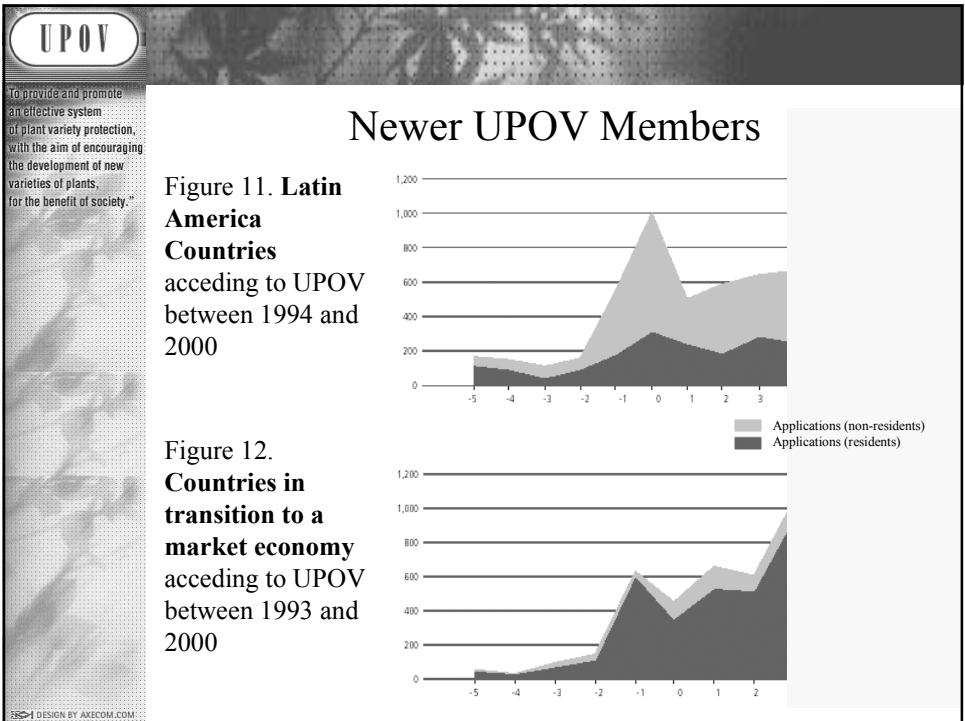 UPOV
To provide and promote
an effective system
of plant variety protection,
with the aim of encouraging
the development of new
varieties of plants,
for the benefit of society."
Newer UPOV Members
Figure 11. Latin
America
Countries
acceding to UPOV
between 1994 and
2000
1,200
1,000
800
600
400
200
0
-5 -4 -3 -2 -1 0 1 2 3
Applications (non-residents)
Applications (residents)
Figure 12.
Countries in
transition to a
market economy
acceding to UPOV
between 1993 and
2000
1,200
1,000
800
600
400
200
0
-5 -4 -3 -2 -1 0 1 2
DESIGN BY AXECOM.COM